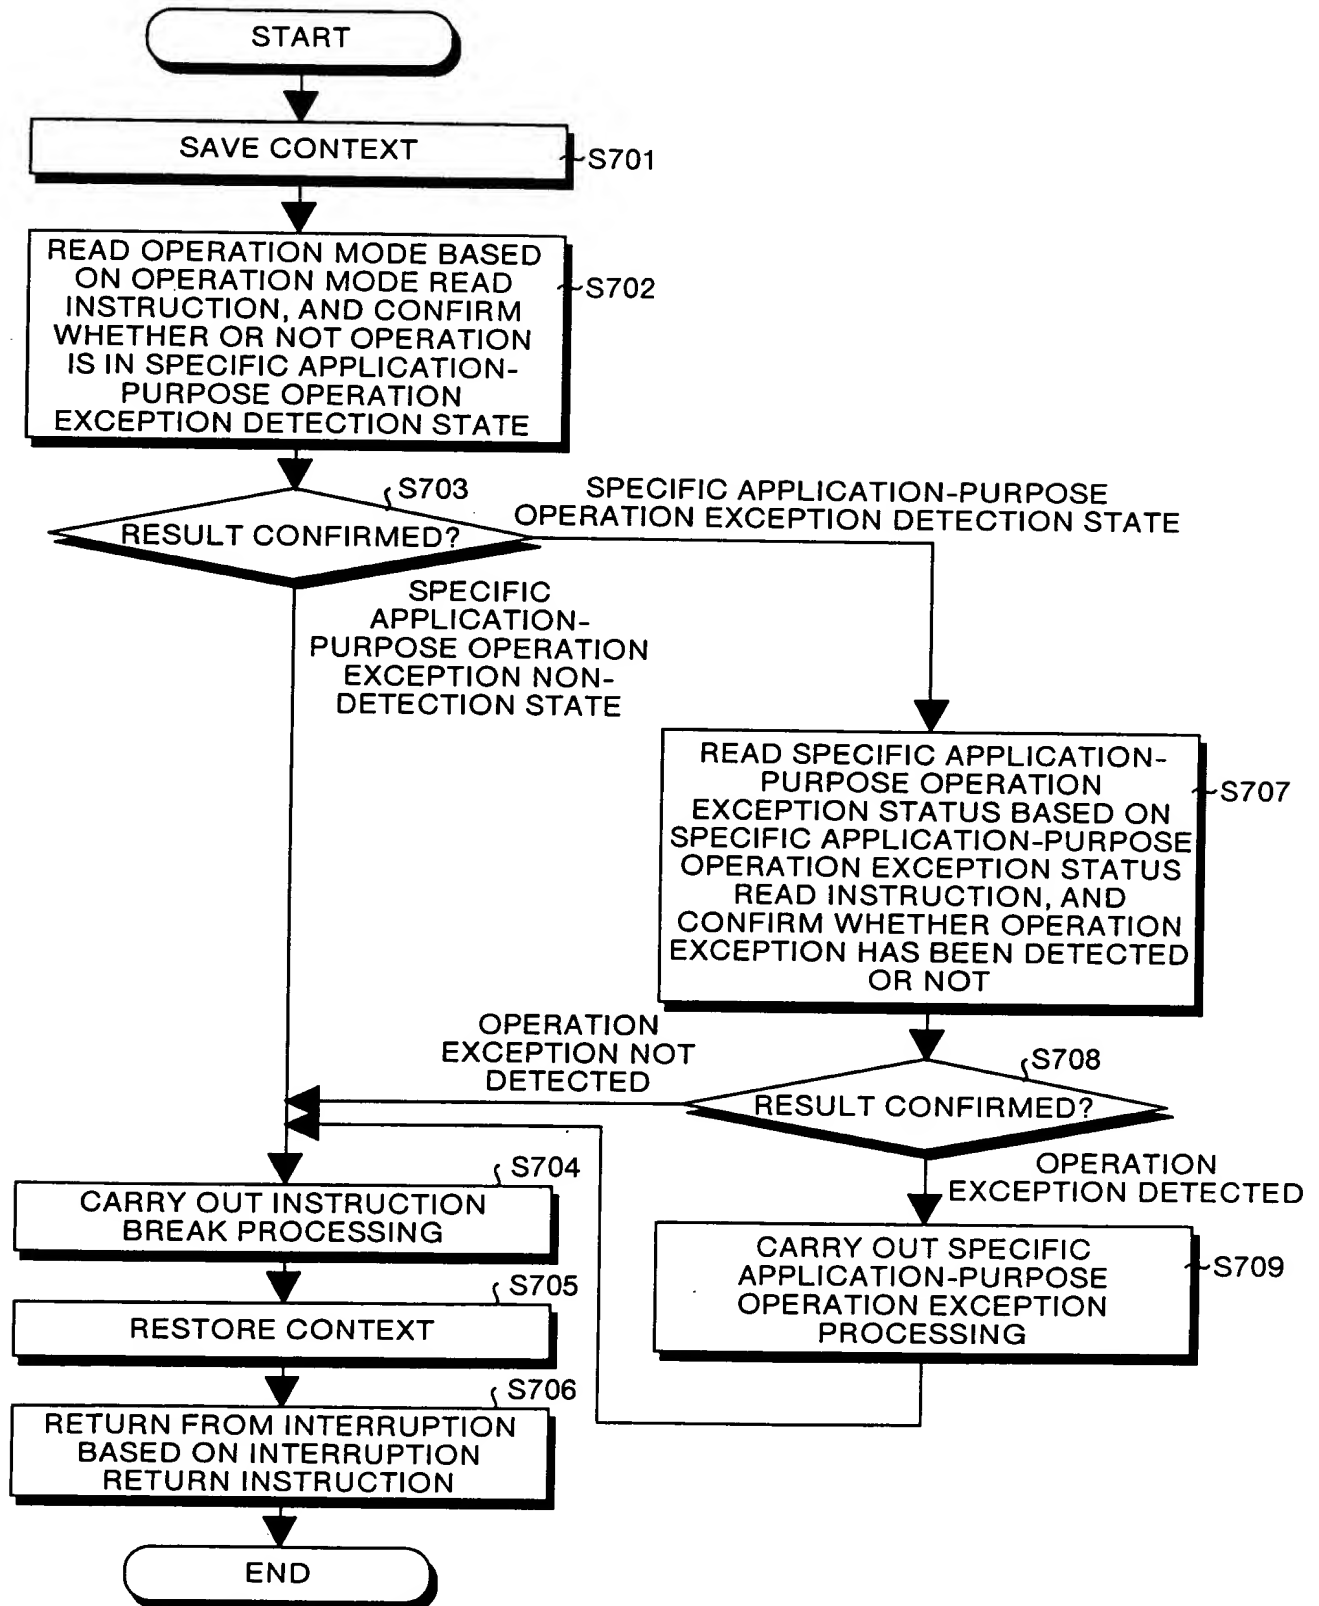 START
SAVE CONTEXT
S701
READ OPERATION MODE BASED
ON OPERATION MODE READ
INSTRUCTION, AND CONFIRM
WHETHER OR NOT OPERATION
IS IN SPECIFIC APPLICATION-
PURPOSE OPERATION
EXCEPTION DETECTION STATE
S702
S703
RESULT CONFIRMED?
SPECIFIC APPLICATION-PURPOSE
OPERATION EXCEPTION DETECTION STATE
SPECIFIC
APPLICATION-
PURPOSE OPERATION
EXCEPTION NON-
DETECTION STATE
READ SPECIFIC APPLICATION-
PURPOSE OPERATION
EXCEPTION STATUS BASED ON
SPECIFIC APPLICATION-PURPOSE
OPERATION EXCEPTION STATUS
READ INSTRUCTION, AND
CONFIRM WHETHER OPERATION
EXCEPTION HAS BEEN DETECTED
OR NOT
S707
OPERATION
EXCEPTION NOT
DETECTED
S708
RESULT CONFIRMED?
OPERATION
EXCEPTION DETECTED
S704
CARRY OUT INSTRUCTION
BREAK PROCESSING
CARRY OUT SPECIFIC
APPLICATION-PURPOSE
OPERATION EXCEPTION
PROCESSING
S709
S705
RESTORE CONTEXT
S706
RETURN FROM INTERRUPTION
BASED ON INTERRUPTION
RETURN INSTRUCTION
END